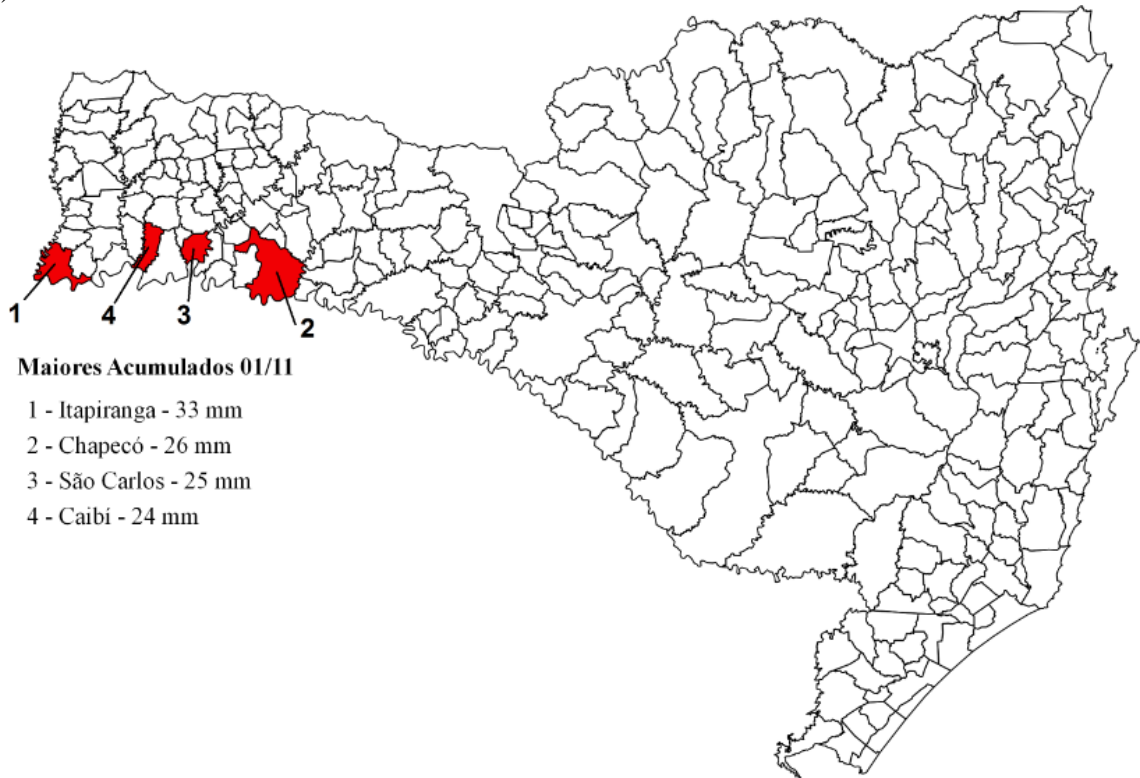 )
1
4
3
2
Maiores Acumulados 01/11
1 - Itapiranga - 33 mm
2 - Chapecó - 26 mm
3 - São Carlos - 25 mm
4 - Caibi - 24 mm